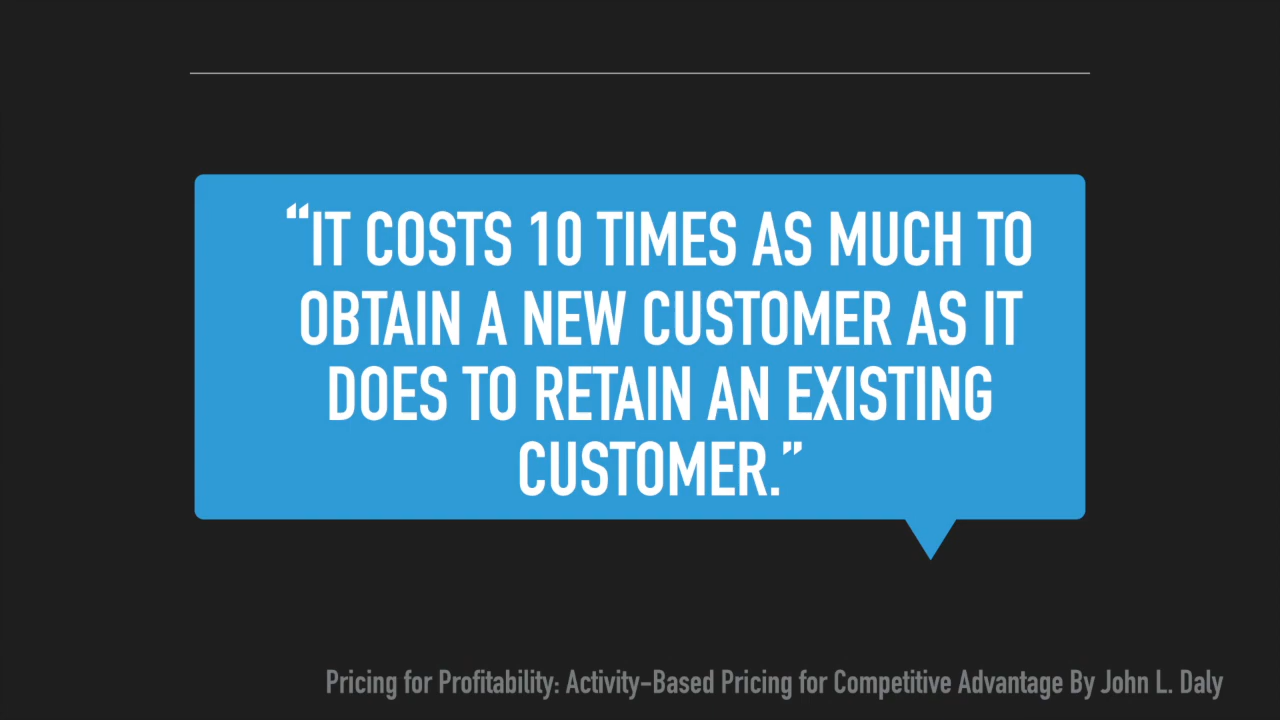 “IT COSTS 10 TIMES AS MUCH TO
OBTAIN A NEW CUSTOMER AS IT
DOES TO RETAIN AN EXISTING
CUSTOMER.”
Pricing for Profitability: Activity-Based Pricing for Competitive Advantage By John L. Daly